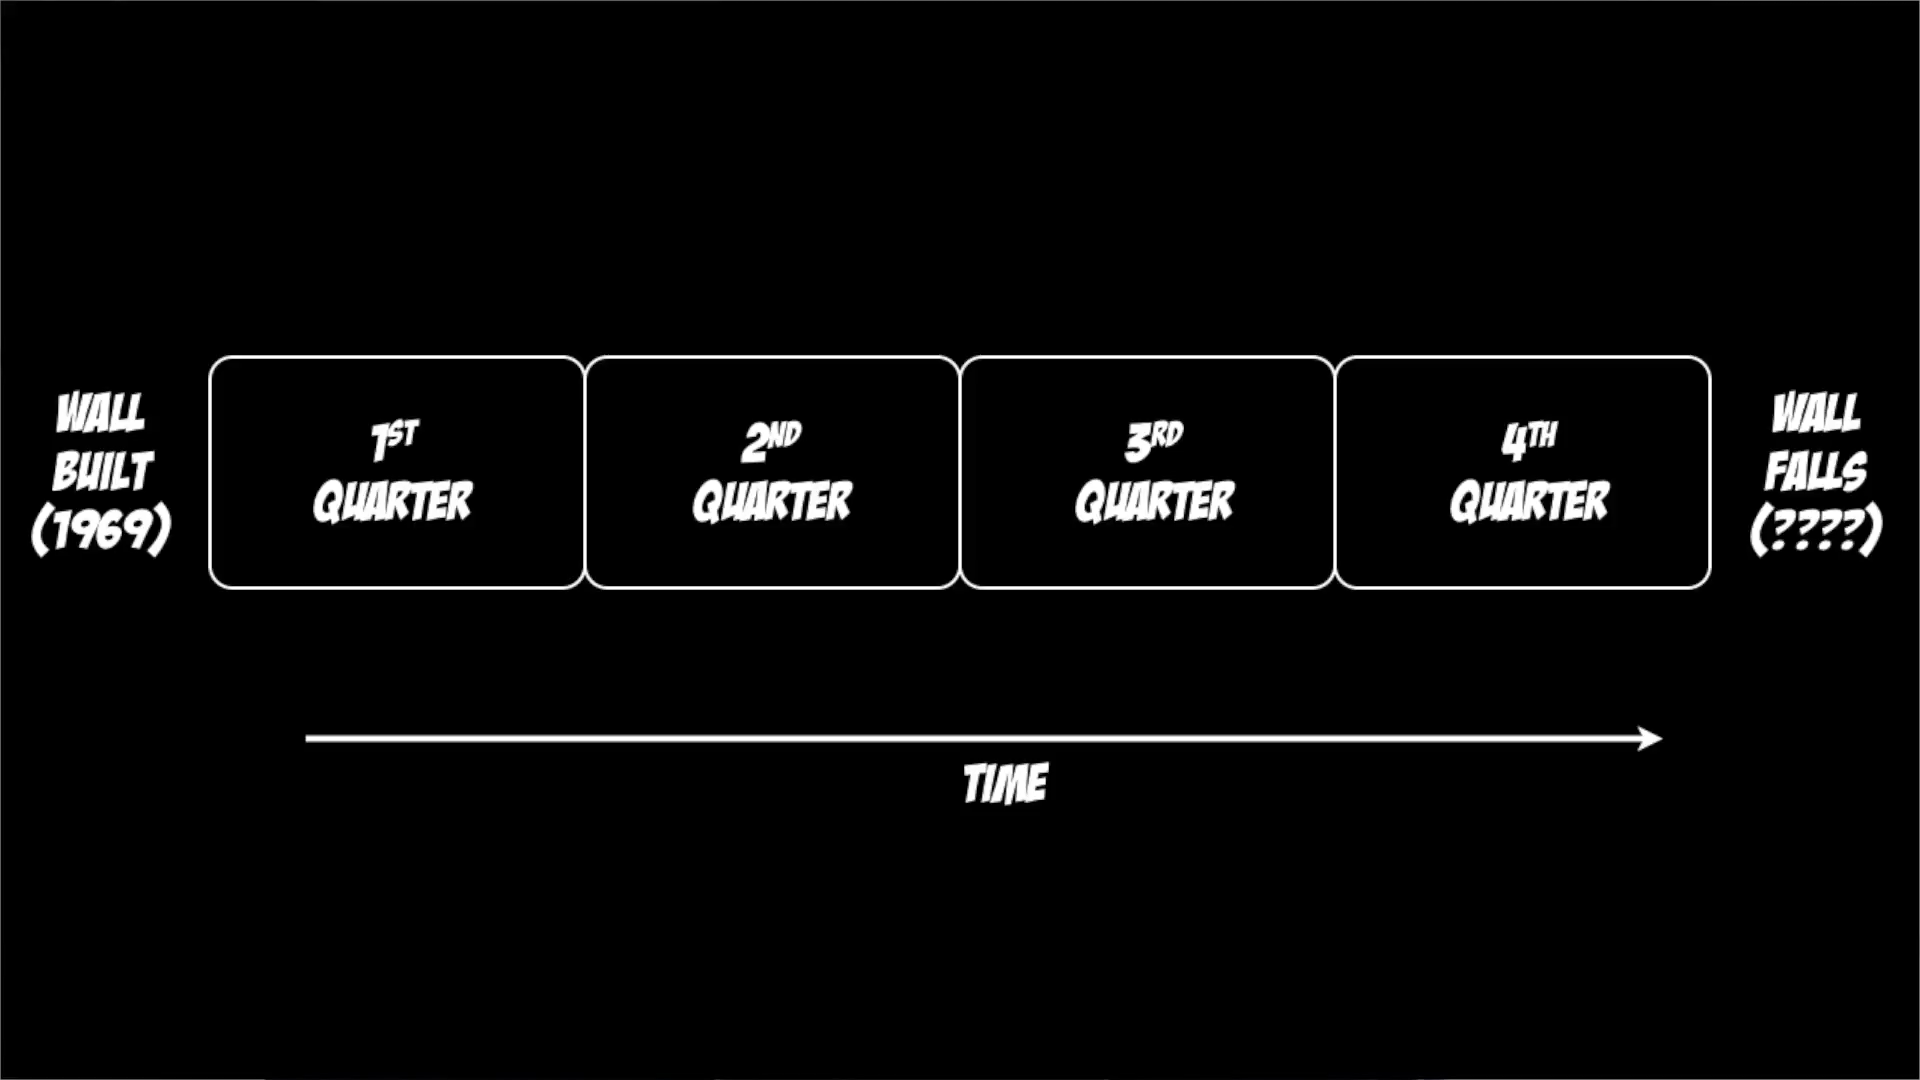 WALL
BUILT
(1969)
1ST
QUARTER
2ND
QUARTER
3RD
QUARTER
4TH
QUARTER
WALL
FALLS
(????)
TIME